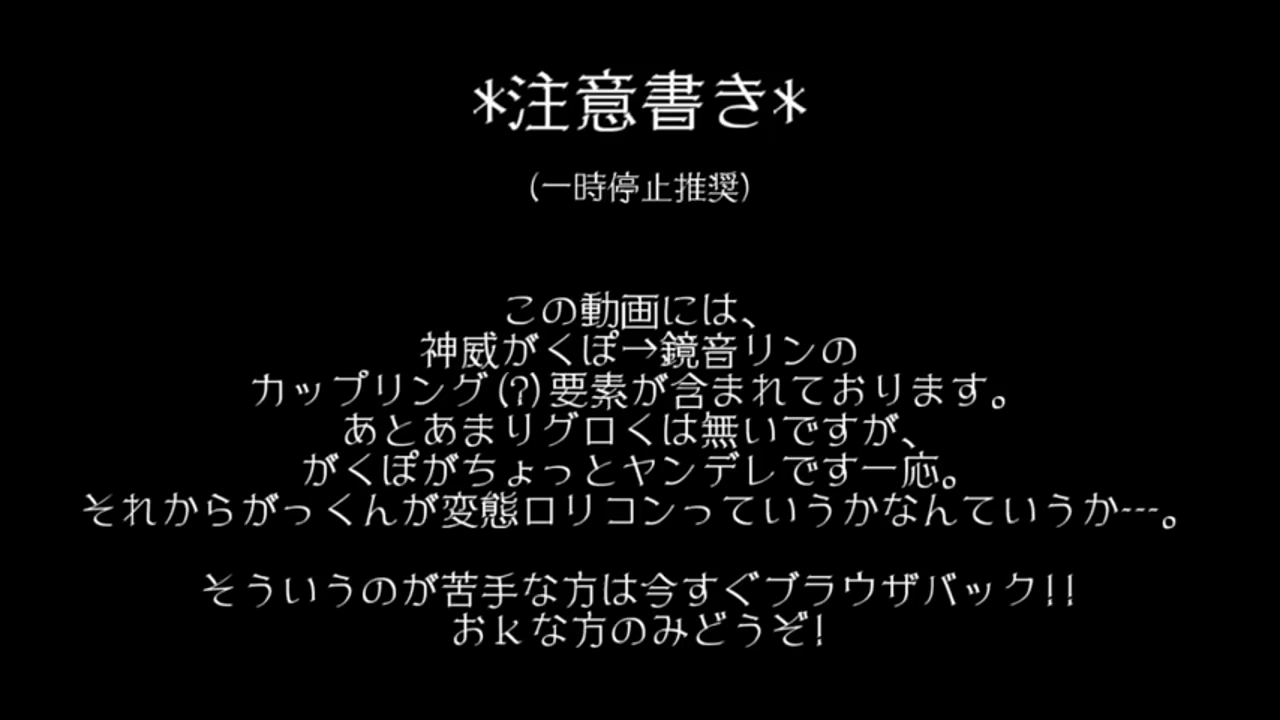 *注意書き*
(一時停止推奨)
この動画には、
神威がくぽ→鏡音リンの
カップリング(?)要素が含まれております。
あとあまりグロくは無いですが、
がくぽがちょっとヤンデレです一応。
それからがっくんが変態ロリコンっていうかなんていうか---。
そういうのが苦手な方は今すぐブラウザバック!!
おkな方のみどうぞ!